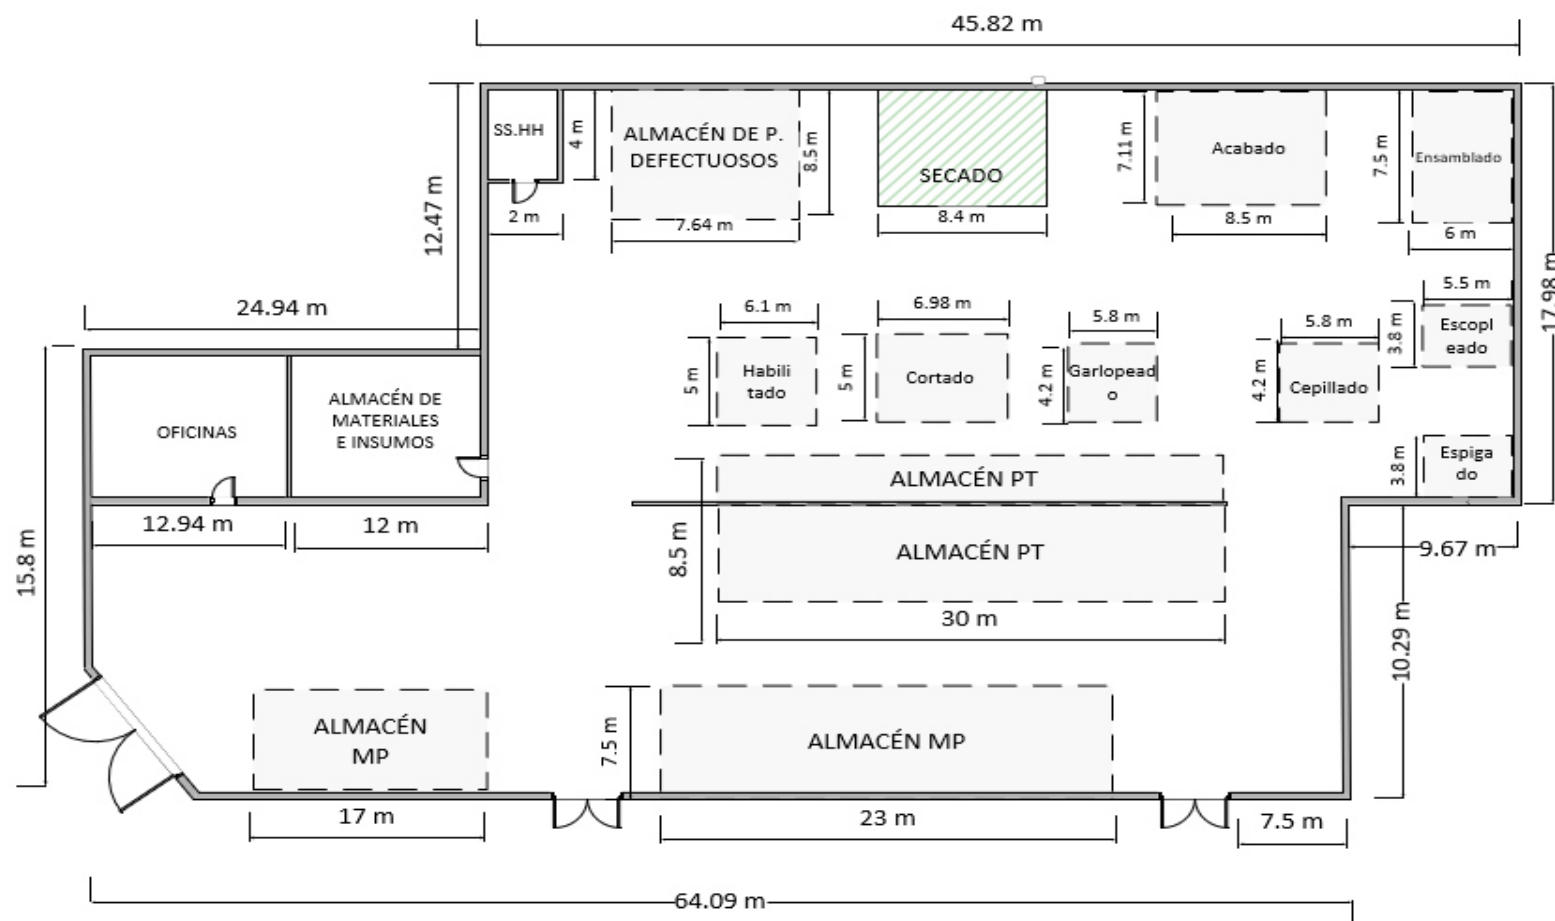 45.82 m
SS.HH
4 m
2 m
ALMACÉN DE P.
DEFECTUOSOS
8.5 m
7.64 m
SECADO
8.4 m
7.11 m
Acabado
8.5 m
7.5 m
Ensamblado
6 m
12.47 m
17.98 m
24.94 m
6.1 m
5 m
Habili
tado
6.98 m
5 m
Cortado
5.8 m
4.2 m
Garlopead
o
5.8 m
4.2 m
Cepillado
5.5 m
3.8 m
Escopl
eado
3.8 m
Espiga
do
OFICINAS
ALMACÉN DE
MATERIALES
E INSUMOS
12.94 m
12 m
15.8 m
ALMACÉN PT
ALMACÉN PT
8.5 m
30 m
9.67 m
10.29 m
ALMACÉN
MP
17 m
7.5 m
ALMACÉN MP
23 m
7.5 m
64.09 m